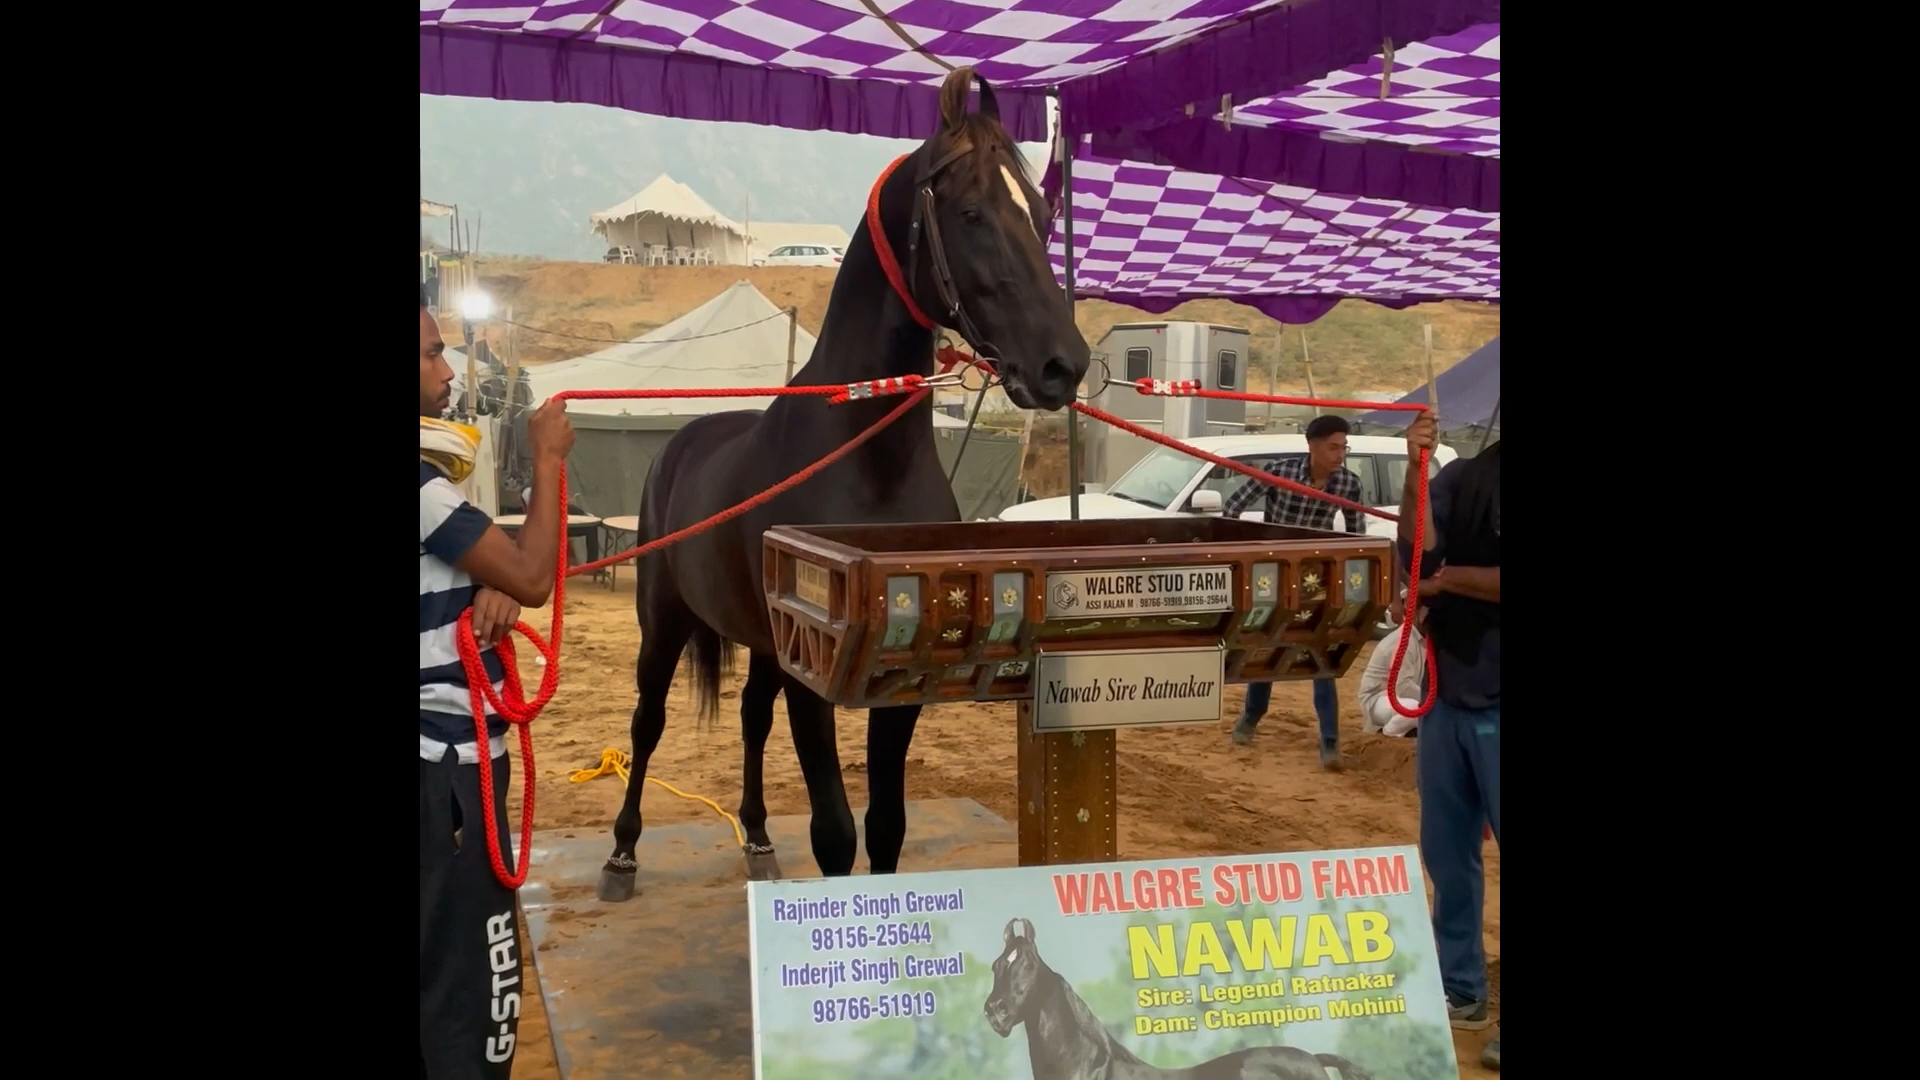 WALGRE STUD FARM
ASSI KALAN M : 98766-51919, 98156-25644
Nawab Sire Ratnakar
WALGRE STUD FARM
NAWAB
Sire: Legend Ratnakar
Dam: Champion Mohini
Rajinder Singh Grewal
98156-25644
Inderjit Singh Grewal
98766-51919
G-STAR